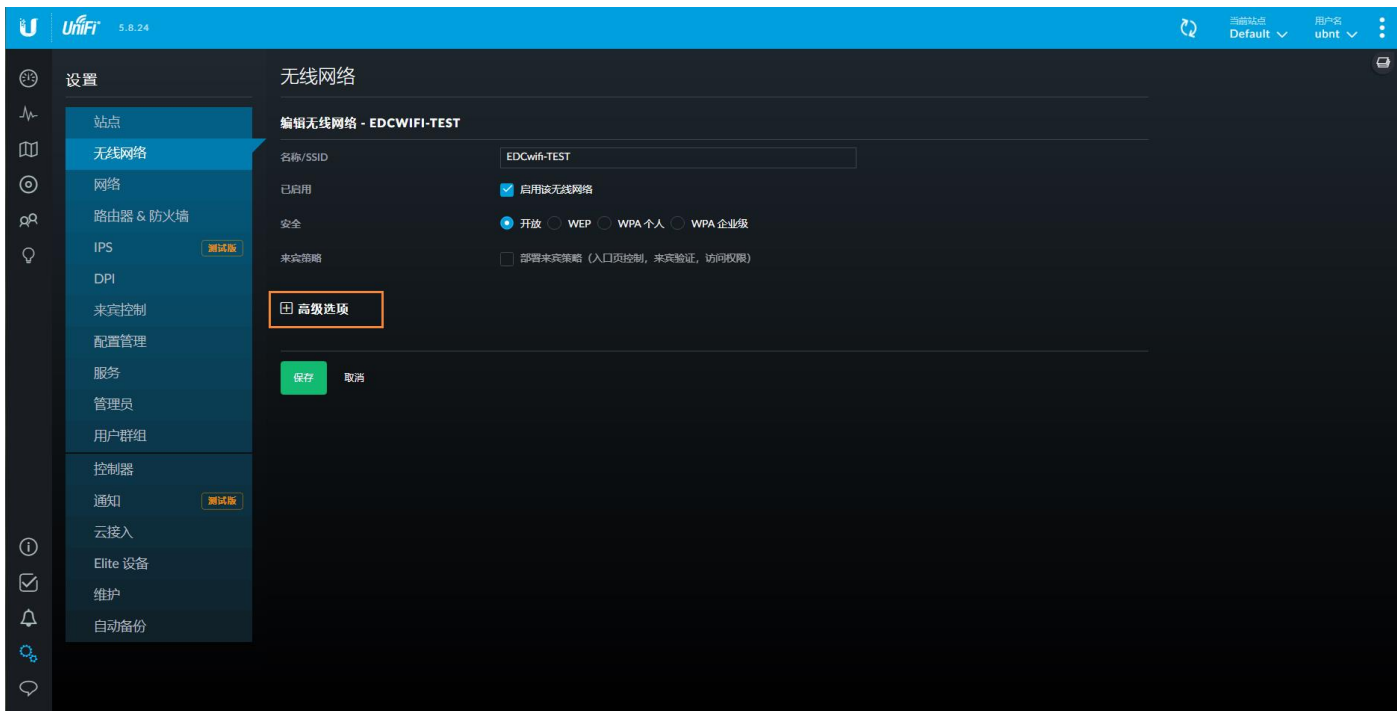 UniFi 5.8.24
当前站点
Default
用户名
ubnt
设置
站点
无线网络
网络
路由器 & 防火墙
IPS 测试版
DPI
来宾控制
配置管理
服务
管理员
用户群组
控制器
通知 测试版
云接入
Elite 设备
维护
自动备份
无线网络
编辑无线网络 - EDCWIFI-TEST
名称/SSID EDCwifi-TEST
已启用 启用该无线网络
安全 开放 WEP WPA 个人 WPA 企业级
来宾策略 部署来宾策略（入口页控制，来宾验证，访问权限）
高级选项
保存 取消